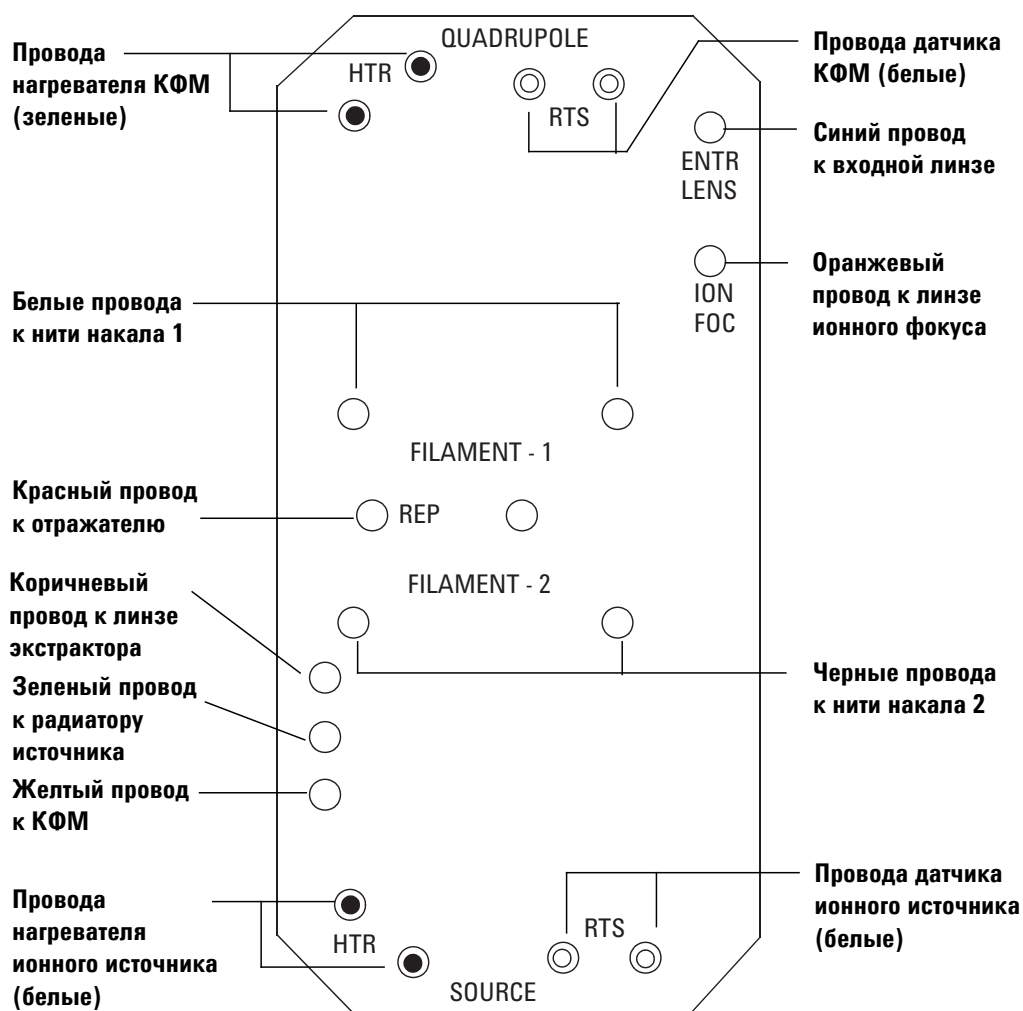 Провода
нагревателя КФМ
(зеленые)
QUADRUPOLE
HTR
RTS
Провода датчика
КФМ (белые)
ENTR
LENS
Синий провод
к входной линзе
ION
FOC
Оранжевый
провод к линзе
ионного фокуса
Белые провода
к нити накала 1
FILAMENT - 1
Красный провод
к отражателю
REP
FILAMENT - 2
Коричневый
провод к линзе
экстрактора
Зеленый провод
к радиатору
источника
Желтый провод
к КФМ
Черные провода
к нити накала 2
Провода
нагревателя
ионного источника
(белые)
HTR
RTS
SOURCE
Провода датчика
ионного источника
(белые)